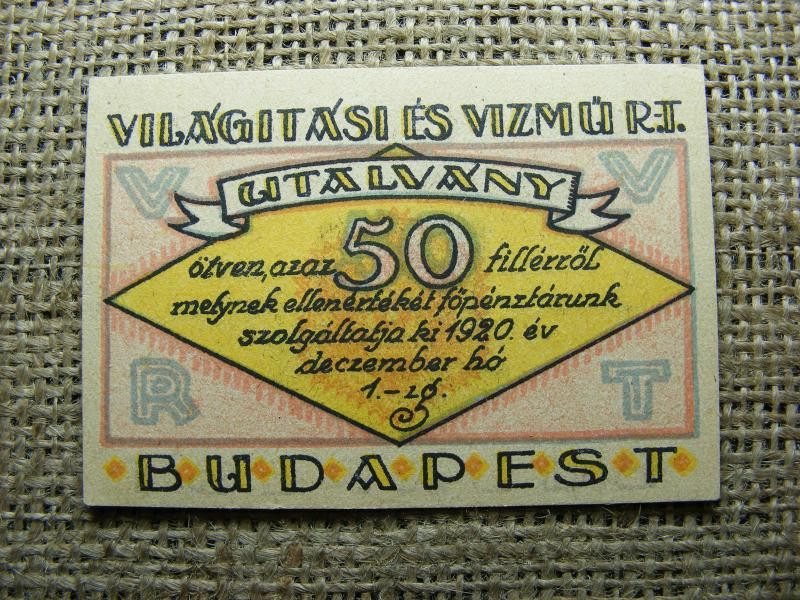 VILÁGITÁSI ÉS VIZMŰ R.T.
V V
UTALVÁNY
ötven, azaz 50 fillérről
melynek ellenértékét főpénztárunk
szolgáltatja ki 1920. év
deczember hó
1.-ig.
R T
BUDAPEST